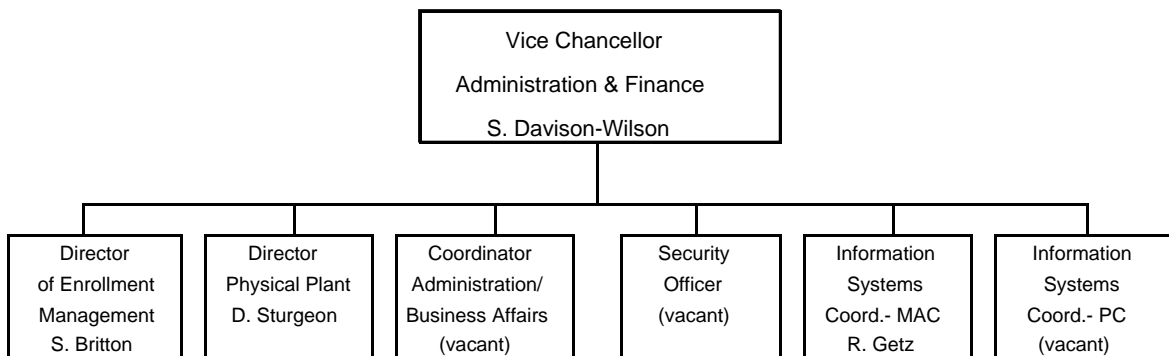 Vice Chancellor
Administration & Finance
S. Davison-Wilson
Director
of Enrollment
Management
S. Britton
Director
Physical Plant
D. Sturgeon
Coordinator
Administration/
Business Affairs
(vacant)
Security
Officer
(vacant)
Information
Systems
Coord.- MAC
R. Getz
Information
Systems
Coord.- PC
(vacant)